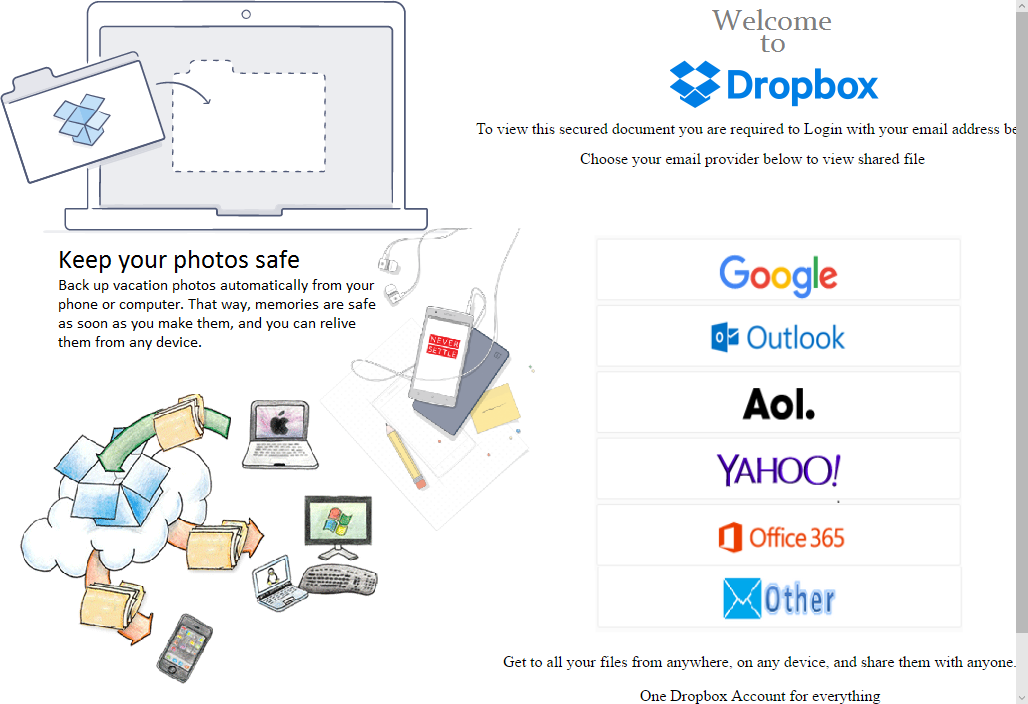 Welcome
to
Dropbox
To view this secured document you are required to Login with your email address be
Choose your email provider below to view shared file
Keep your photos safe
Back up vacation photos automatically from your
phone or computer. That way, memories are safe
as soon as you make them, and you can relive
them from any device.
NEVER
SETTLE
Google
Outlook
Aol.
YAHOO!
Office 365
Other
Get to all your files from anywhere, on any device, and share them with anyone.
One Dropbox Account for everything